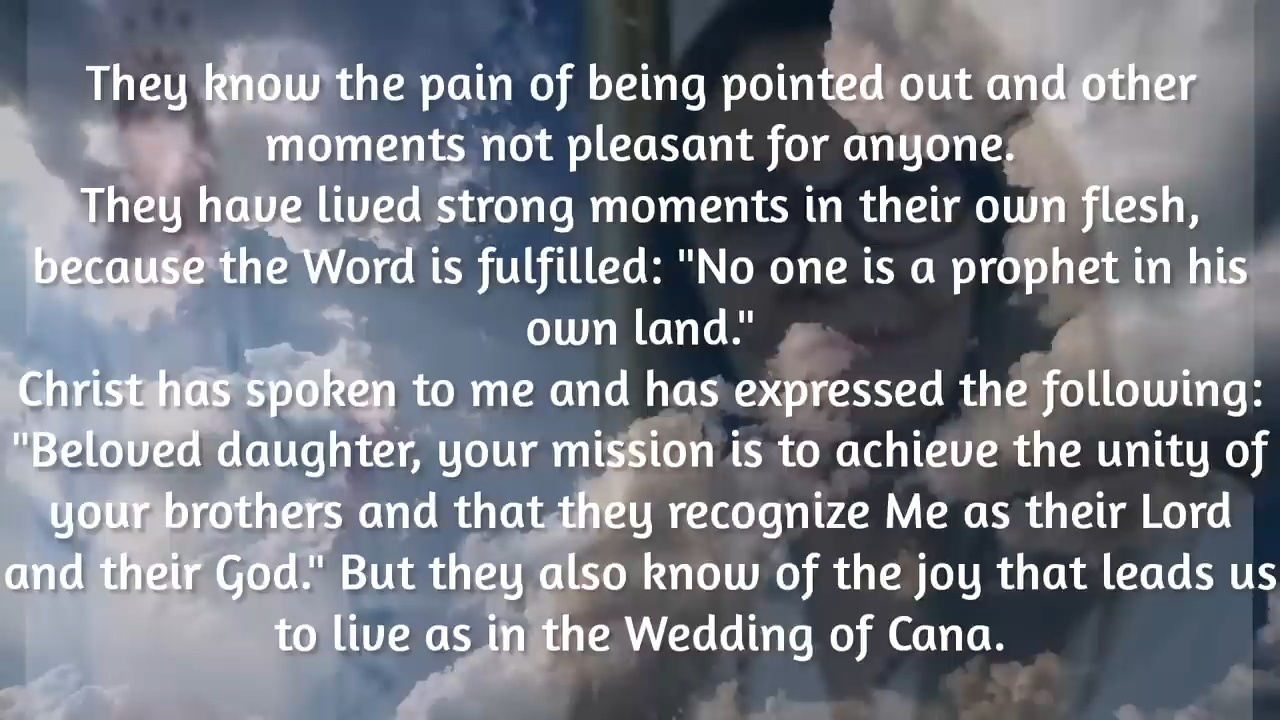 They know the pain of being pointed out and other
moments not pleasant for anyone.
They have lived strong moments in their own flesh,
because the Word is fulfilled: "No one is a prophet in his
own land."
Christ has spoken to me and has expressed the following:
"Beloved daughter, your mission is to achieve the unity of
your brothers and that they recognize Me as their Lord
and their God." But they also know of the joy that leads us
to live as in the Wedding of Cana.